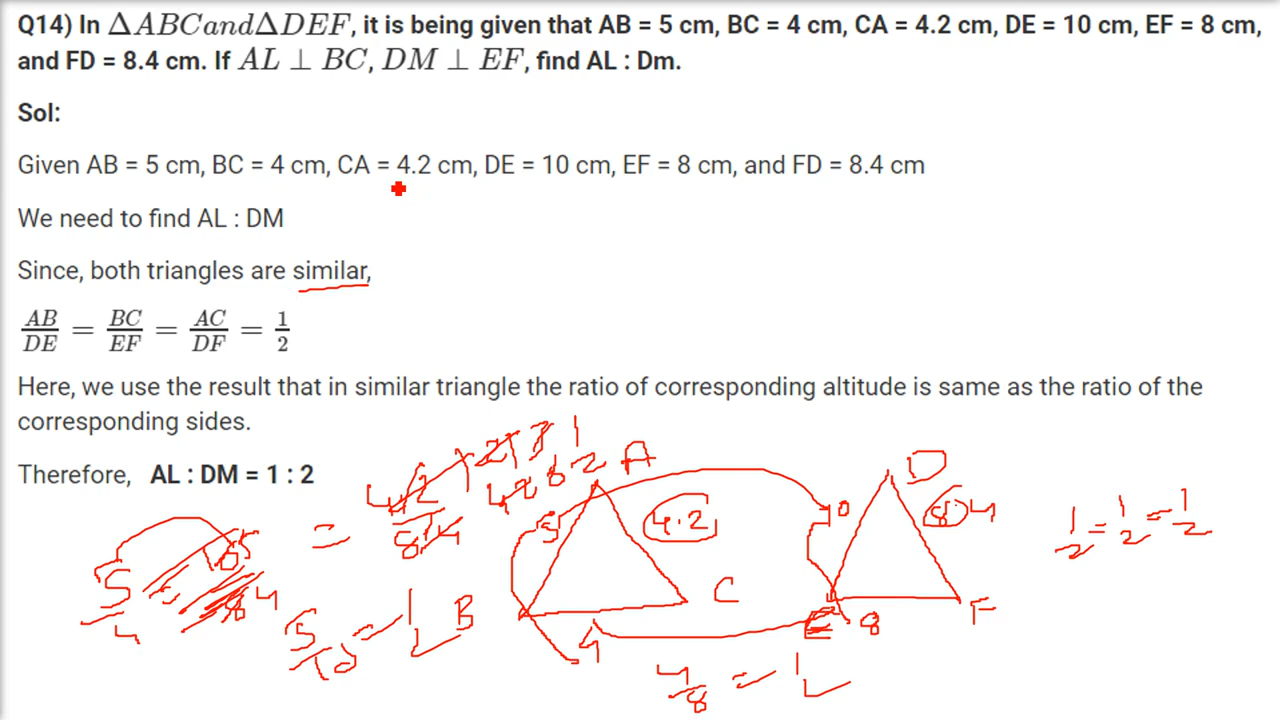 Q14) In ΔABCandΔDEF, it is being given that AB = 5 cm, BC = 4 cm, CA = 4.2 cm, DE = 10 cm, EF = 8 cm,
and FD = 8.4 cm. If AL ⊥ BC, DM ⊥ EF, find AL : Dm.
Sol:
Given AB = 5 cm, BC = 4 cm, CA = 4.2 cm, DE = 10 cm, EF = 8 cm, and FD = 8.4 cm
We need to find AL : DM
Since, both triangles are similar,
AB/DE = BC/EF = AC/DF = 1/2
Here, we use the result that in similar triangle the ratio of corresponding altitude is same as the ratio of the
corresponding sides.
Therefore, AL : DM = 1 : 2
A
D
5
4.2
10
8.4
1/2 = 1/2 = 1/2
B
C
E
F
4
8
5/10 = 1/2
4/8 = 1/2